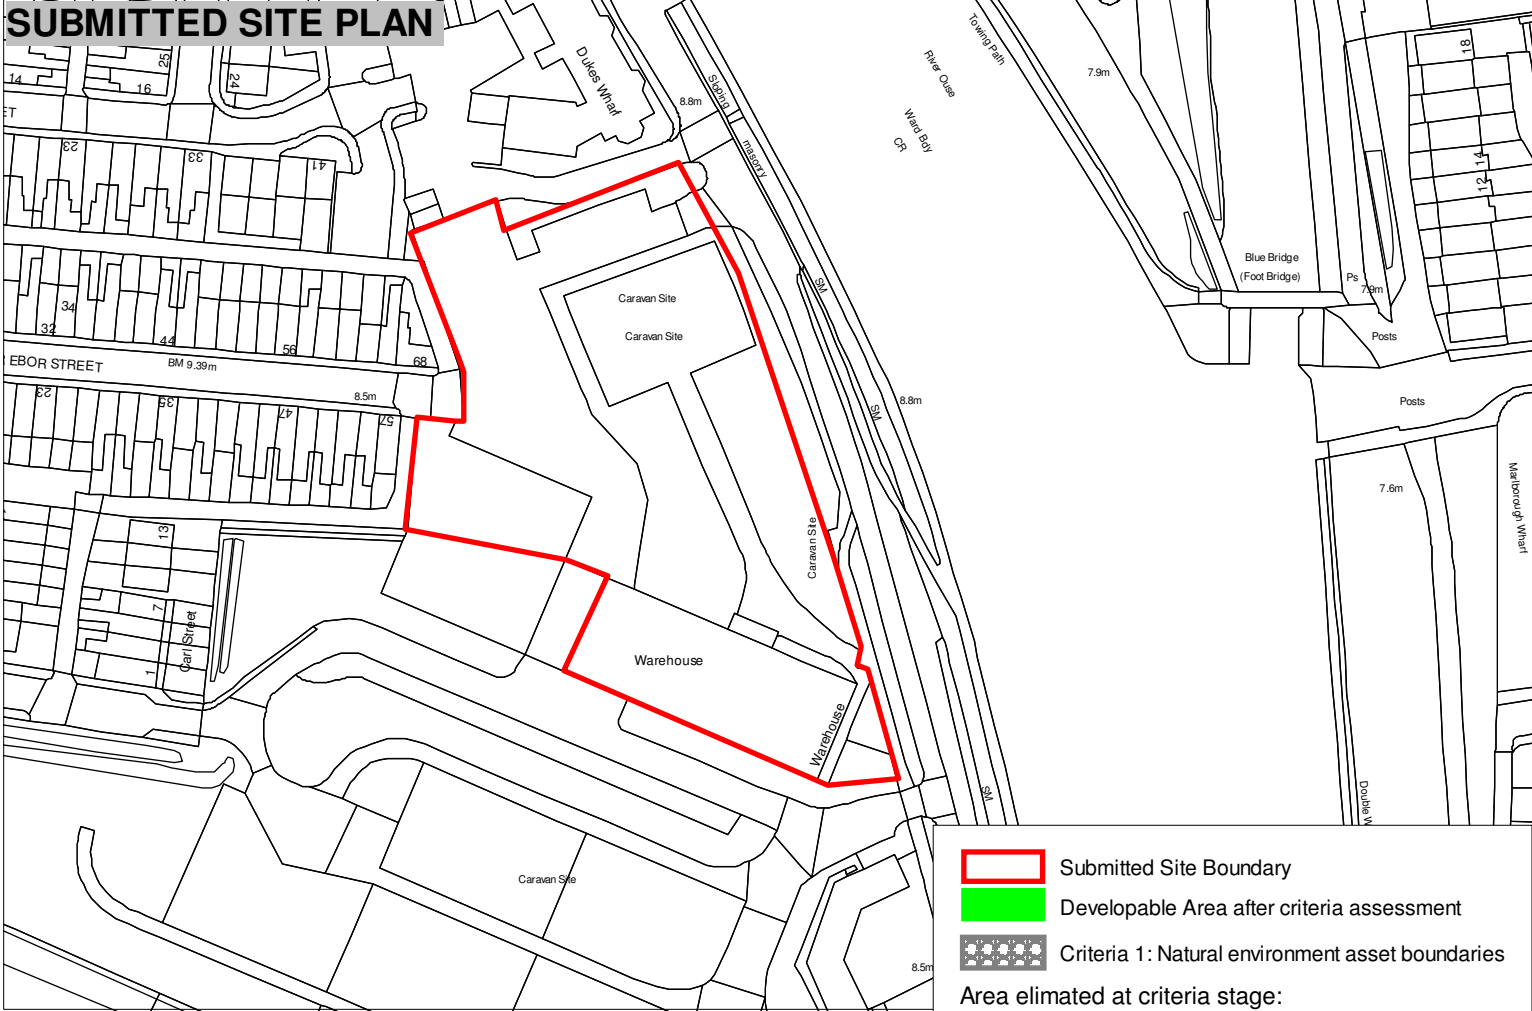 SUBMITTED SITE PLAN
25
24
14
16
ET
23
33
41
Dukes Wharf
8.8m
Sloping
masonry
River Ouse
Towing Path
Ward Bdy
CR
7.9m
18
14
12
Blue Bridge
(Foot Bridge)
Ps
7.9m
Posts
Posts
Caravan Site
Caravan Site
SM
34
32
44
56
68
EBOR STREET
BM 9.39m
8.5m
23
35
47
57
SM
8.8m
7.6m
Marlborough Wharf
13
7
1
Carl Street
Caravan Site
Warehouse
Warehouse
SM
Double W
Caravan Site
8.5m
Submitted Site Boundary
Developable Area after criteria assessment
Criteria 1: Natural environment asset boundaries
Area elimated at criteria stage: